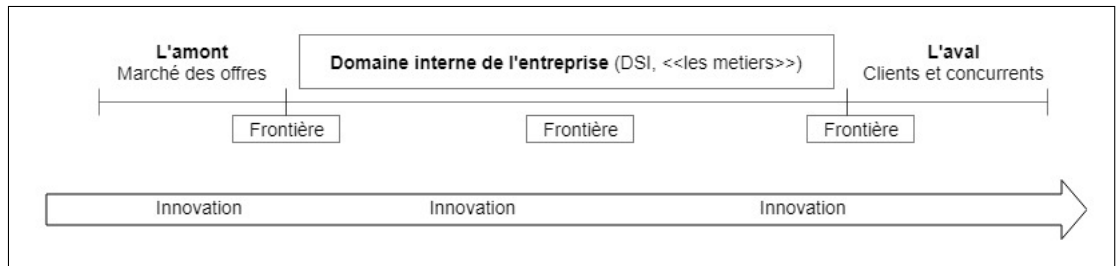 L'amont
Marché des offres
Domaine interne de l'entreprise (DSI, <<les metiers>>)
L'aval
Clients et concurrents
Frontière
Frontière
Frontière
Innovation
Innovation
Innovation